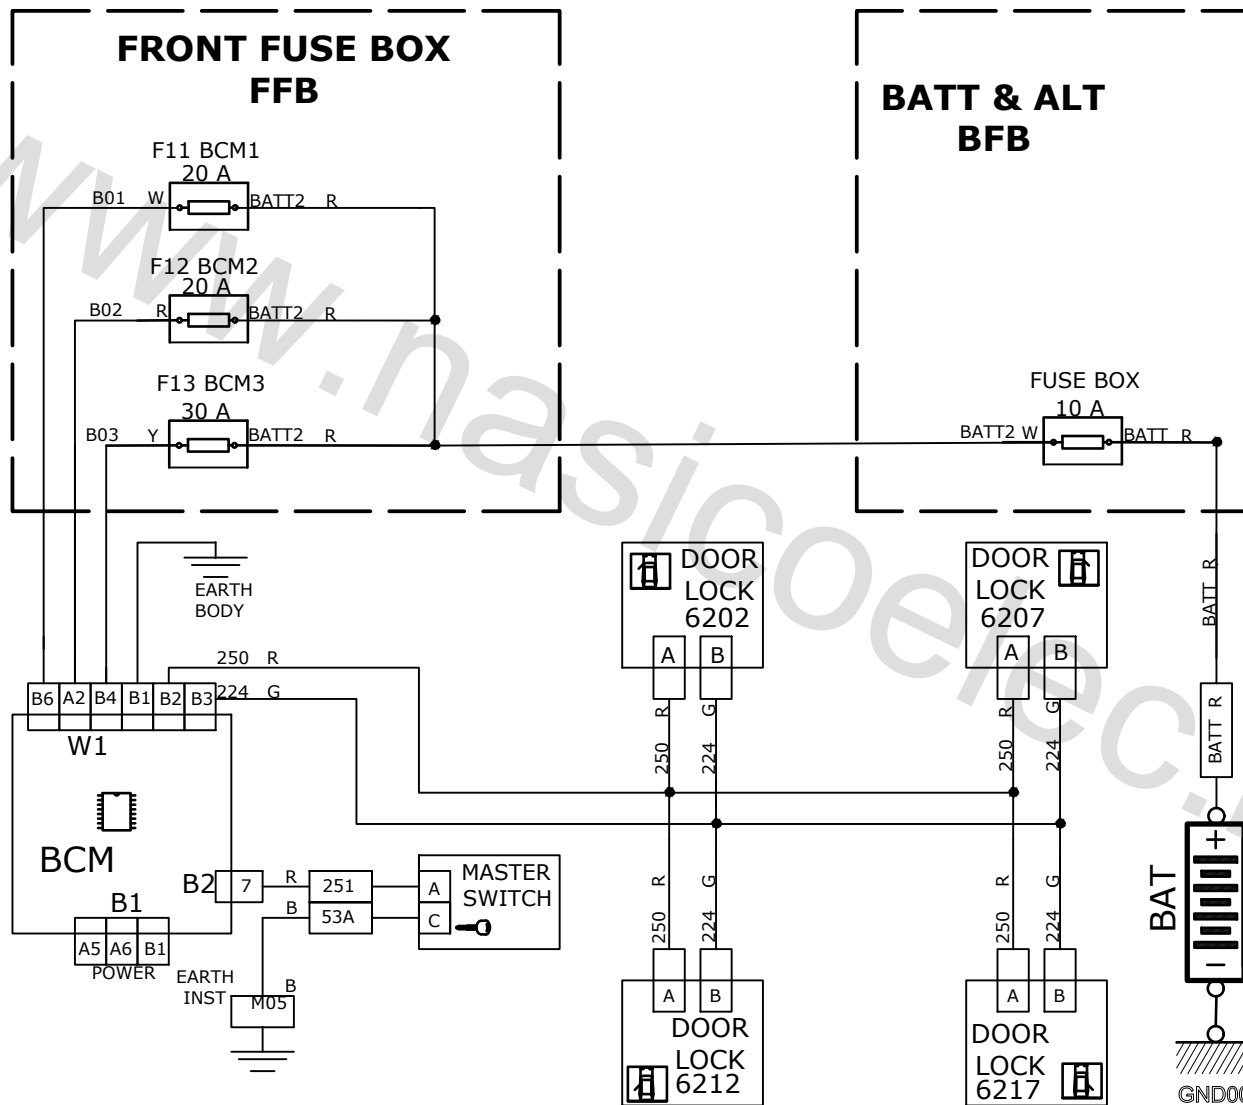 FRONT FUSE BOX
FFB
BATT & ALT
BFB
F11 BCM1
20 A
B01 W
BATT2 R
F12 BCM2
20 A
B02 R
BATT2 R
F13 BCM3
30 A
B03 Y
BATT2 R
FUSE BOX
10 A
BATT2 W
BATT R
BATT R
BATT R
EARTH
BODY
DOOR
LOCK
6202
A B
DOOR
LOCK
6207
A B
250 R
224 G
B6 A2 B4 B1 B2 B3
W1
BCM
B2 7
R 251 A
B 53A C
MASTER
SWITCH
B1
A5 A6 B1
POWER
EARTH
INST
B
M05
250 R
224 G
250 R
224 G
250 R
224 G
250 R
224 G
A B
DOOR
LOCK
6212
A B
DOOR
LOCK
6217
BAT
+
−
www.nasicoelec.